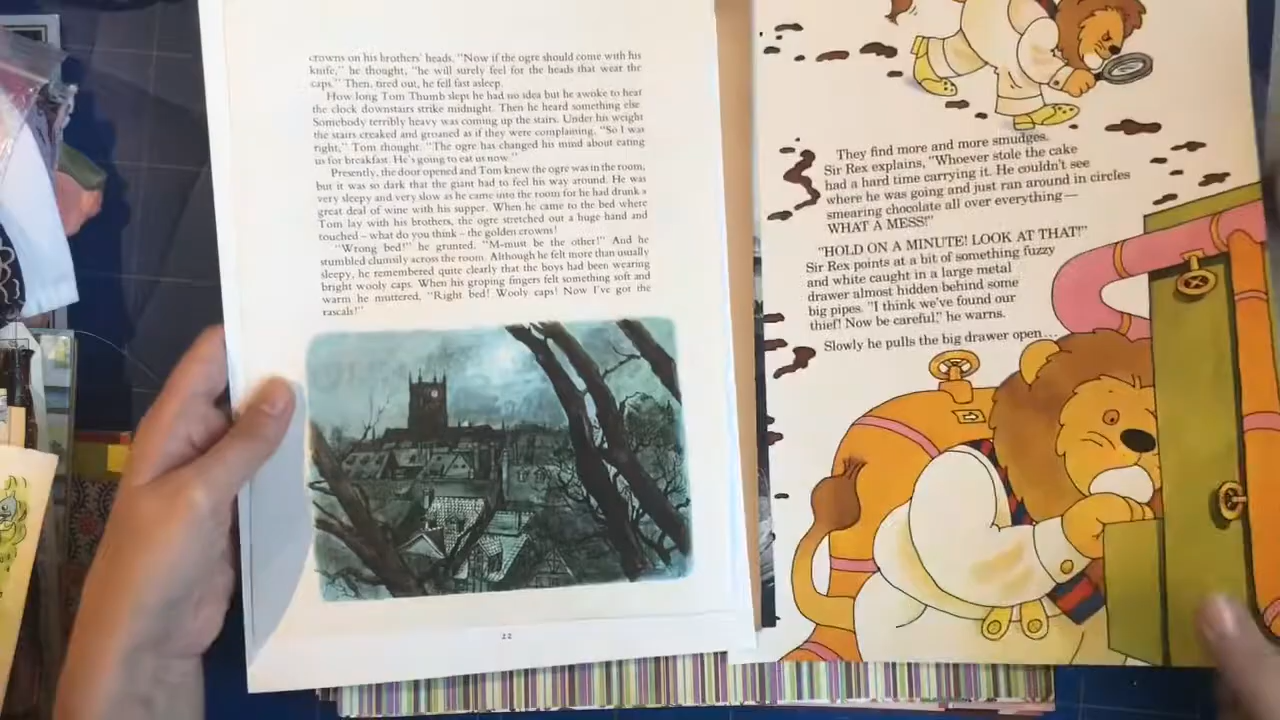 crowns on his brothers' heads. "Now if the ogre should come with his
knife," he thought, "he will surely feel for the heads that wear the
caps." Then, tired out, he fell fast asleep.
How long Tom Thumb slept he had no idea but he awoke to hear
the clock downstairs strike midnight. Then he heard something else.
Somebody terribly heavy was coming up the stairs. Under his weight
the stairs creaked and groaned as if they were complaining. "So I was
right," Tom thought. "The ogre has changed his mind about eating
us for breakfast. He's going to eat us now."
Presently, the door opened and Tom knew the ogre was in the room,
but it was so dark that the giant had to feel his way around. He was
very sleepy and very slow as he came into the room for he had drunk a
great deal of wine with his supper. When he came to the bed where
Tom lay with his brothers, the ogre stretched out a huge hand and
touched – what do you think – the golden crowns!
"Wrong bed!" he grunted. "M-must be the other!" And he
stumbled clumsily across the room. Although he felt more than usually
sleepy, he remembered quite clearly that the boys had been wearing
bright wooly caps. When his groping fingers felt something soft and
warm he muttered, "Right bed! Wooly caps! Now I've got the
rascals!"
22
They find more and more smudges.
Sir Rex explains, "Whoever stole the cake
had a hard time carrying it. He couldn't see
where he was going and just ran around in circles
smearing chocolate all over everything—
WHAT A MESS!"
"HOLD ON A MINUTE! LOOK AT THAT!"
Sir Rex points at a bit of something fuzzy
and white caught in a large metal
drawer almost hidden behind some
big pipes. "I think we've found our
thief! Now be careful," he warns.
Slowly he pulls the big drawer open...